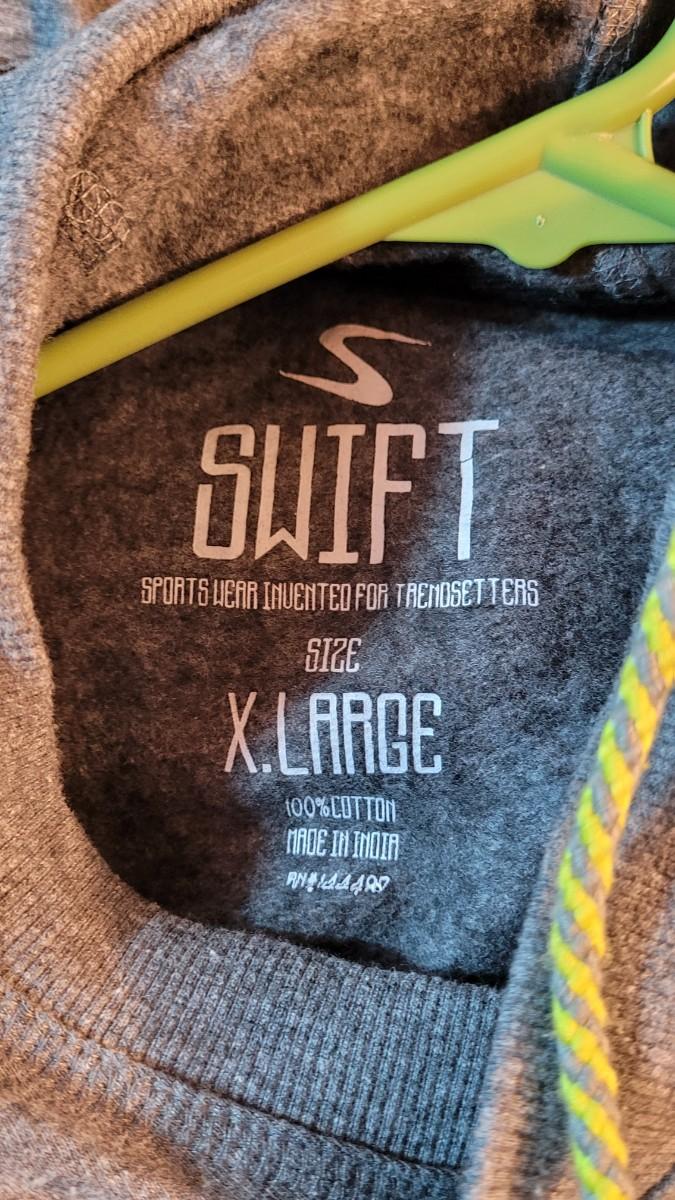 SWIFT
SPORTS WEAR INVENTED FOR TRENDSETTERS
SIZE
X.LARGE
100% COTTON
MADE IN INDIA